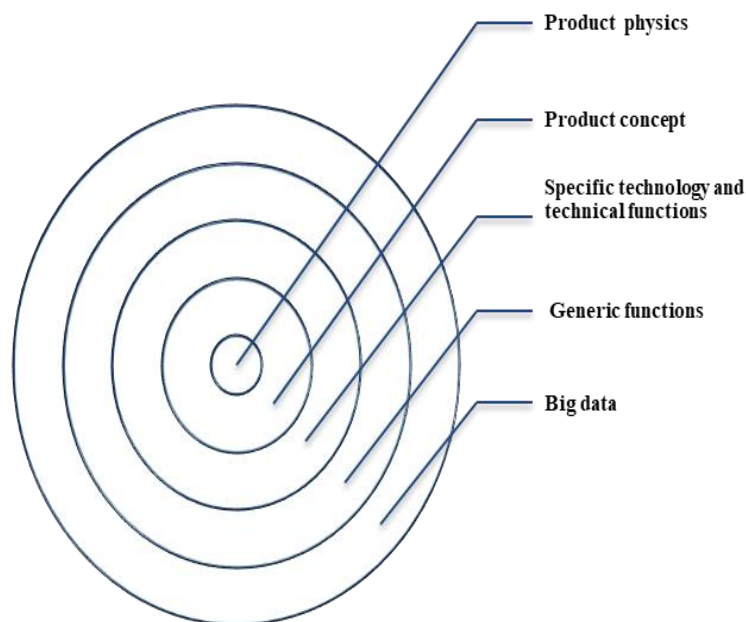 Product physics
Product concept
Specific technology and
technical functions
Generic functions
Big data